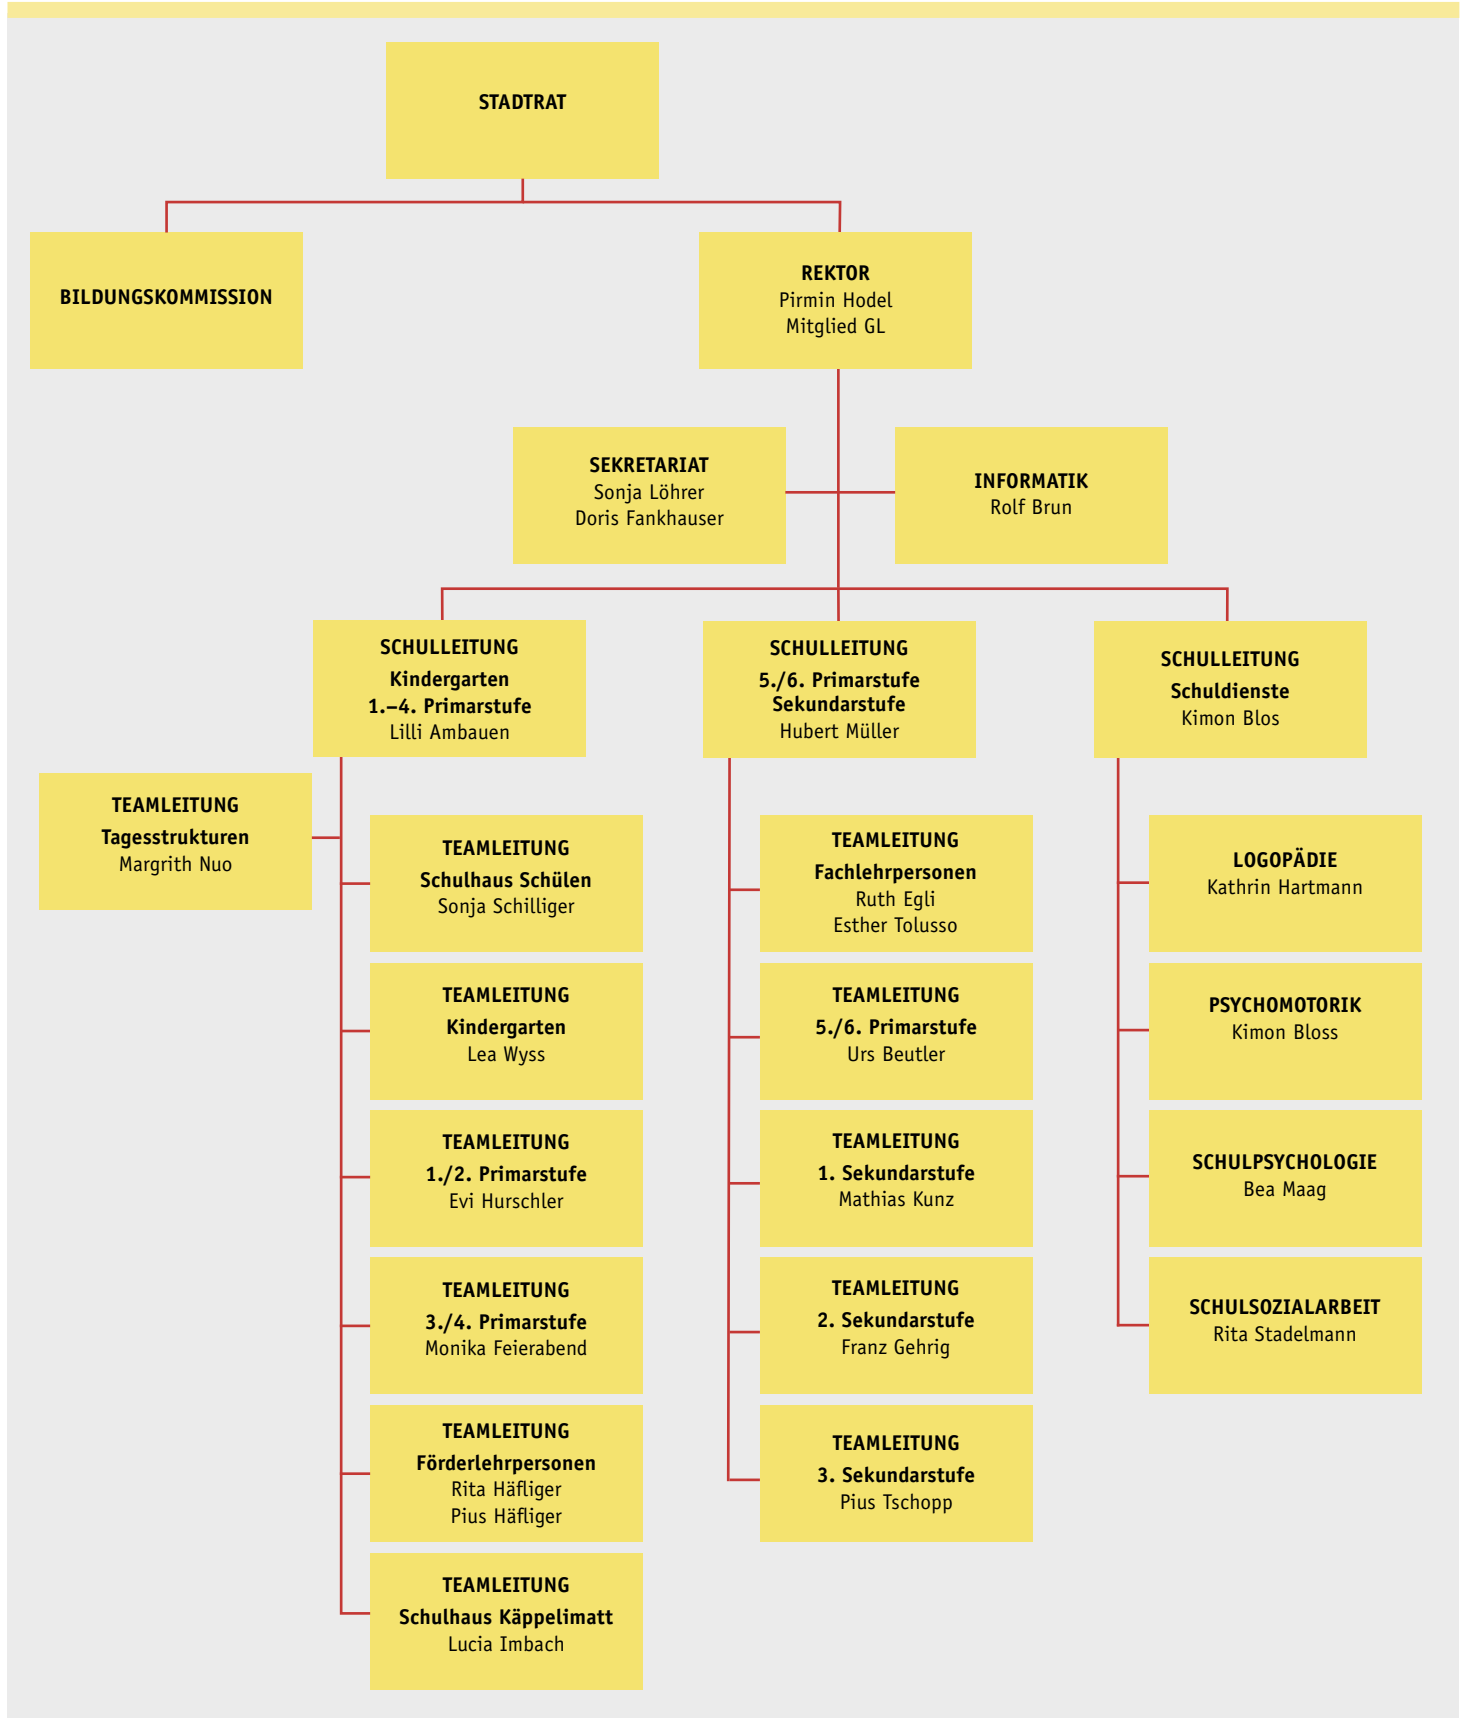 STADTRAT
BILDUNGSKOMMISSION
REKTOR
Pirmin Hodel
Mitglied GL
SEKRETARIAT
Sonja Löhrer
Doris Fankhauser
INFORMATIK
Rolf Brun
SCHULLEITUNG
Kindergarten
1.–4. Primarstufe
Lilli Ambauen
TEAMLEITUNG
Tagesstrukturen
Margrith Nuo
TEAMLEITUNG
Schulhaus Schülen
Sonja Schilliger
TEAMLEITUNG
Kindergarten
Lea Wyss
TEAMLEITUNG
1./2. Primarstufe
Evi Hurschler
TEAMLEITUNG
3./4. Primarstufe
Monika Feierabend
TEAMLEITUNG
Förderlehrpersonen
Rita Häfliger
Pius Häfliger
TEAMLEITUNG
Schulhaus Käppelimatt
Lucia Imbach
SCHULLEITUNG
5./6. Primarstufe
Sekundarstufe
Hubert Müller
TEAMLEITUNG
Fachlehrpersonen
Ruth Egli
Esther Tolusso
TEAMLEITUNG
5./6. Primarstufe
Urs Beutler
TEAMLEITUNG
1. Sekundarstufe
Mathias Kunz
TEAMLEITUNG
2. Sekundarstufe
Franz Gehrig
TEAMLEITUNG
3. Sekundarstufe
Pius Tschopp
SCHULLEITUNG
Schuldienste
Kimon Blos
LOGOPÄDIE
Kathrin Hartmann
PSYCHOMOTORIK
Kimon Bloss
SCHULPSYCHOLOGIE
Bea Maag
SCHULSOZIALARBEIT
Rita Stadelmann